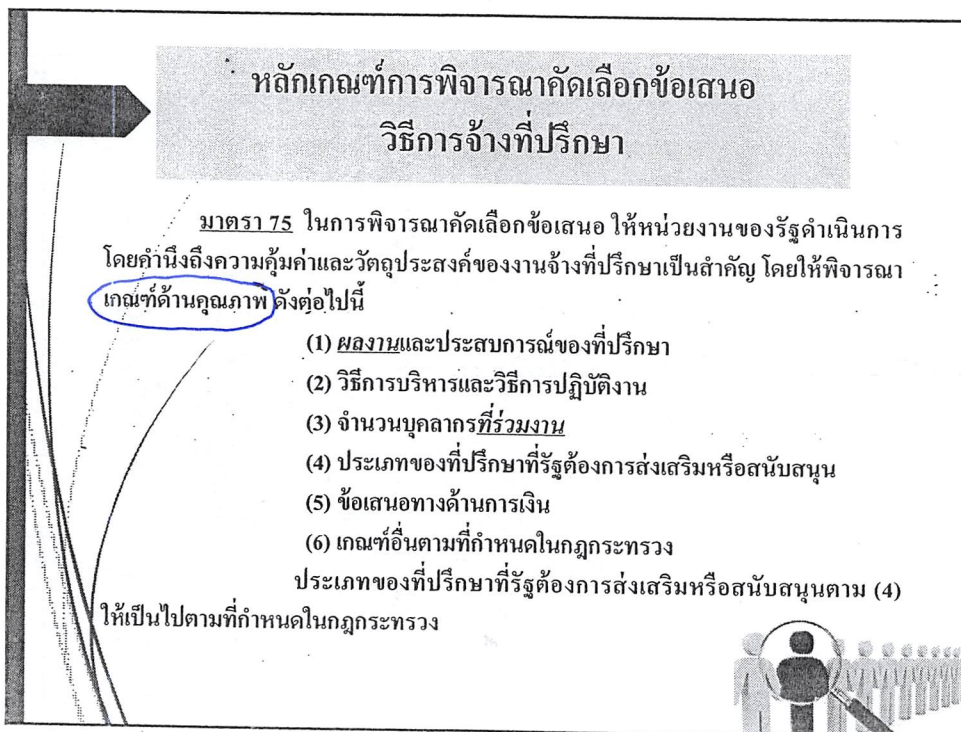 หลักเกณฑ์การพิจารณาคัดเลือกข้อเสนอ
วิธีการจ้างที่ปรึกษา
มาตรา 75 ในการพิจารณาคัดเลือกข้อเสนอ ให้หน่วยงานของรัฐดำเนินการ
โดยคำนึงถึงความคุ้มค่าและวัตถุประสงค์ของงานจ้างที่ปรึกษาเป็นสำคัญ โดยให้พิจารณา
เกณฑ์ด้านคุณภาพ ดังต่อไปนี้
(1) ผลงานและประสบการณ์ของที่ปรึกษา
(2) วิธีการบริหารและวิธีการปฏิบัติงาน
(3) จำนวนบุคลากรที่ร่วมงาน
(4) ประเภทของที่ปรึกษาที่รัฐต้องการส่งเสริมหรือสนับสนุน
(5) ข้อเสนอทางด้านการเงิน
(6) เกณฑ์อื่นตามที่กำหนดในกฎกระทรวง
ประเภทของที่ปรึกษาที่รัฐต้องการส่งเสริมหรือสนับสนุนตาม (4)
ให้เป็นไปตามที่กำหนดในกฎกระทรวง